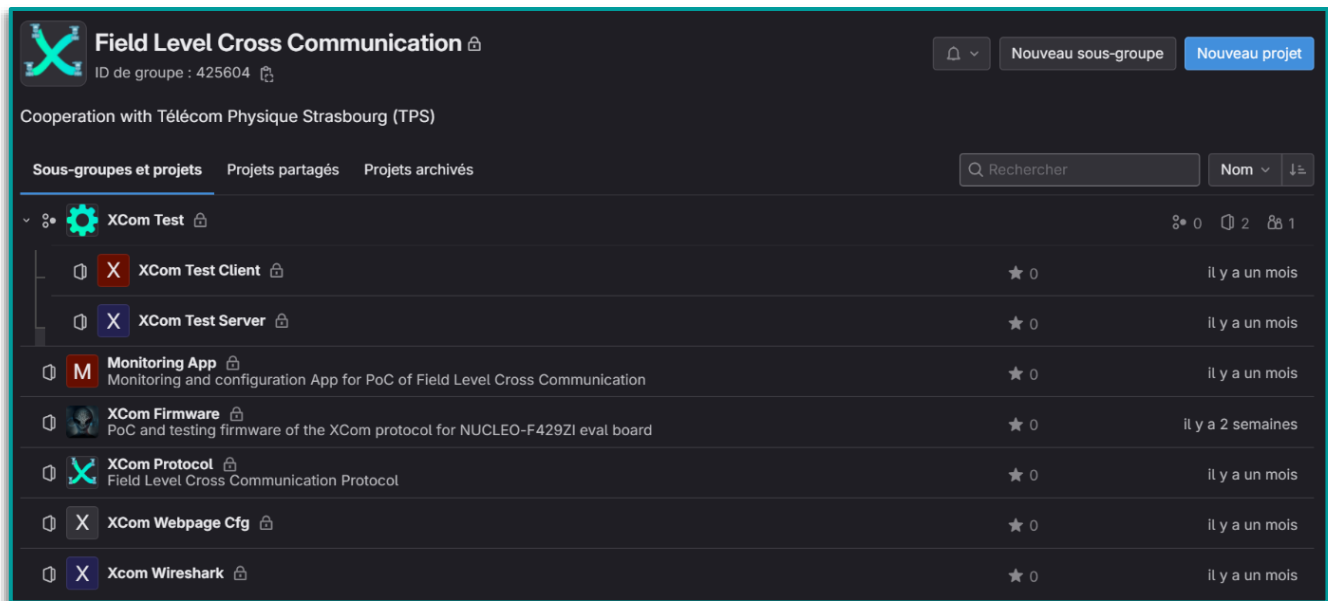 Field Level Cross Communication
ID de groupe : 425604
Nouveau sous-groupe
Nouveau projet
Cooperation with Télécom Physique Strasbourg (TPS)
Sous-groupes et projets Projets partagés Projets archivés
Rechercher
Nom
XCom Test 0 2 1
X XCom Test Client 0 il y a un mois
X XCom Test Server 0 il y a un mois
M Monitoring App
Monitoring and configuration App for PoC of Field Level Cross Communication 0 il y a un mois
XCom Firmware
PoC and testing firmware of the XCom protocol for NUCLEO-F429ZI eval board 0 il y a 2 semaines
XCom Protocol
Field Level Cross Communication Protocol 0 il y a un mois
X XCom Webpage Cfg 0 il y a un mois
X Xcom Wireshark 0 il y a un mois